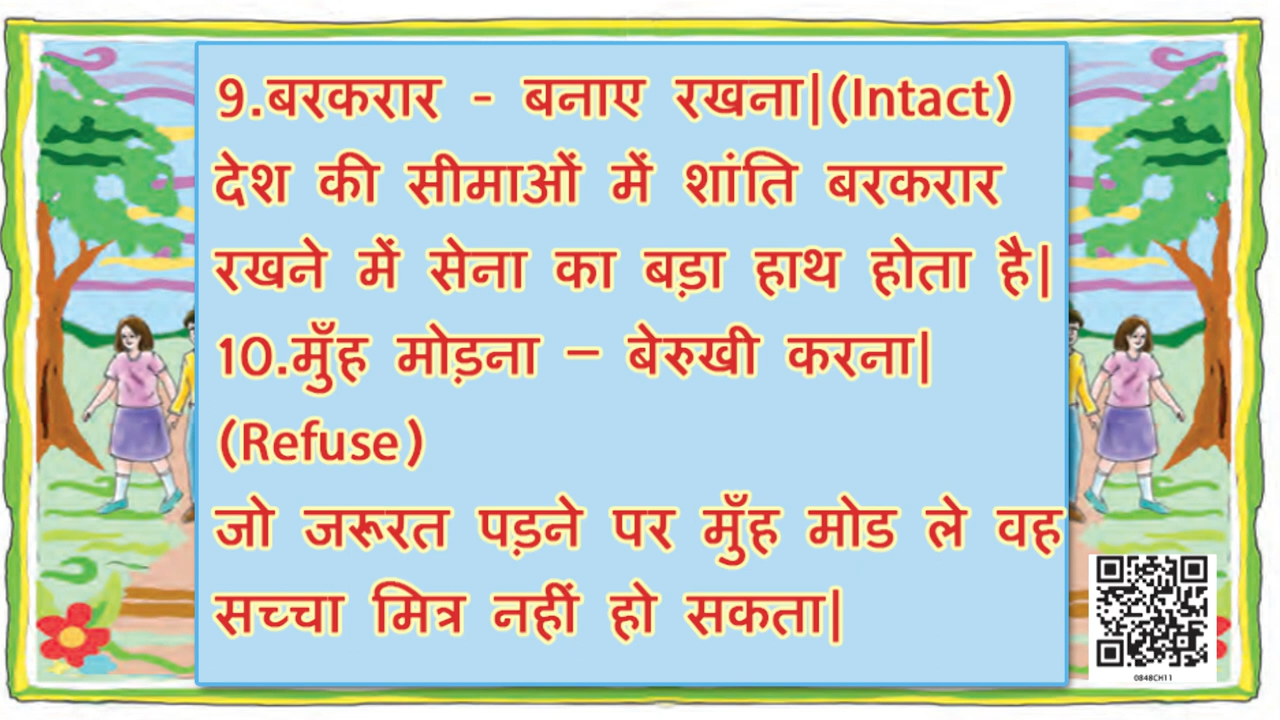 9.बरकरार - बनाए रखना|(Intact)
देश की सीमाओं में शांति बरकरार
रखने में सेना का बड़ा हाथ होता है|
10.मुँह मोड़ना – बेरुखी करना|
(Refuse)
जो जरूरत पड़ने पर मुँह मोड ले वह
सच्चा मित्र नहीं हो सकता|
0848CH11